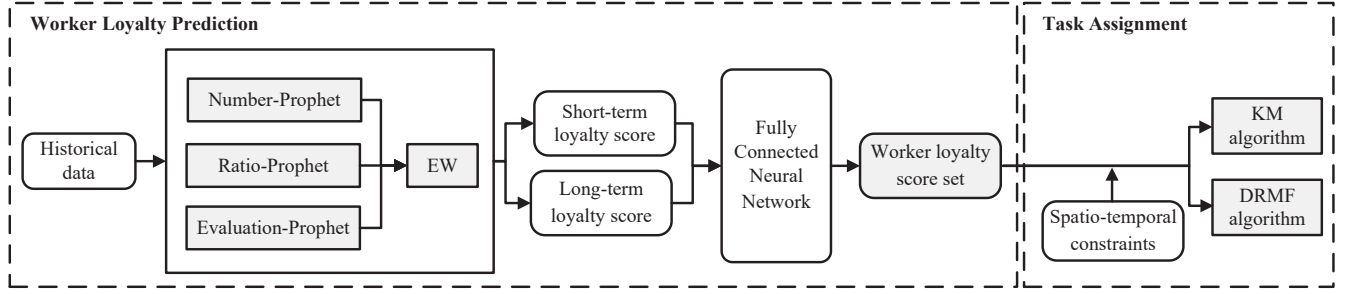 Worker Loyalty Prediction
Historical
data
Number-Prophet
Ratio-Prophet
Evaluation-Prophet
EW
Short-term
loyalty score
Long-term
loyalty score
Fully
Connected
Neural
Network
Worker loyalty
score set
Task Assignment
Spatio-temporal
constraints
KM
algorithm
DRMF
algorithm